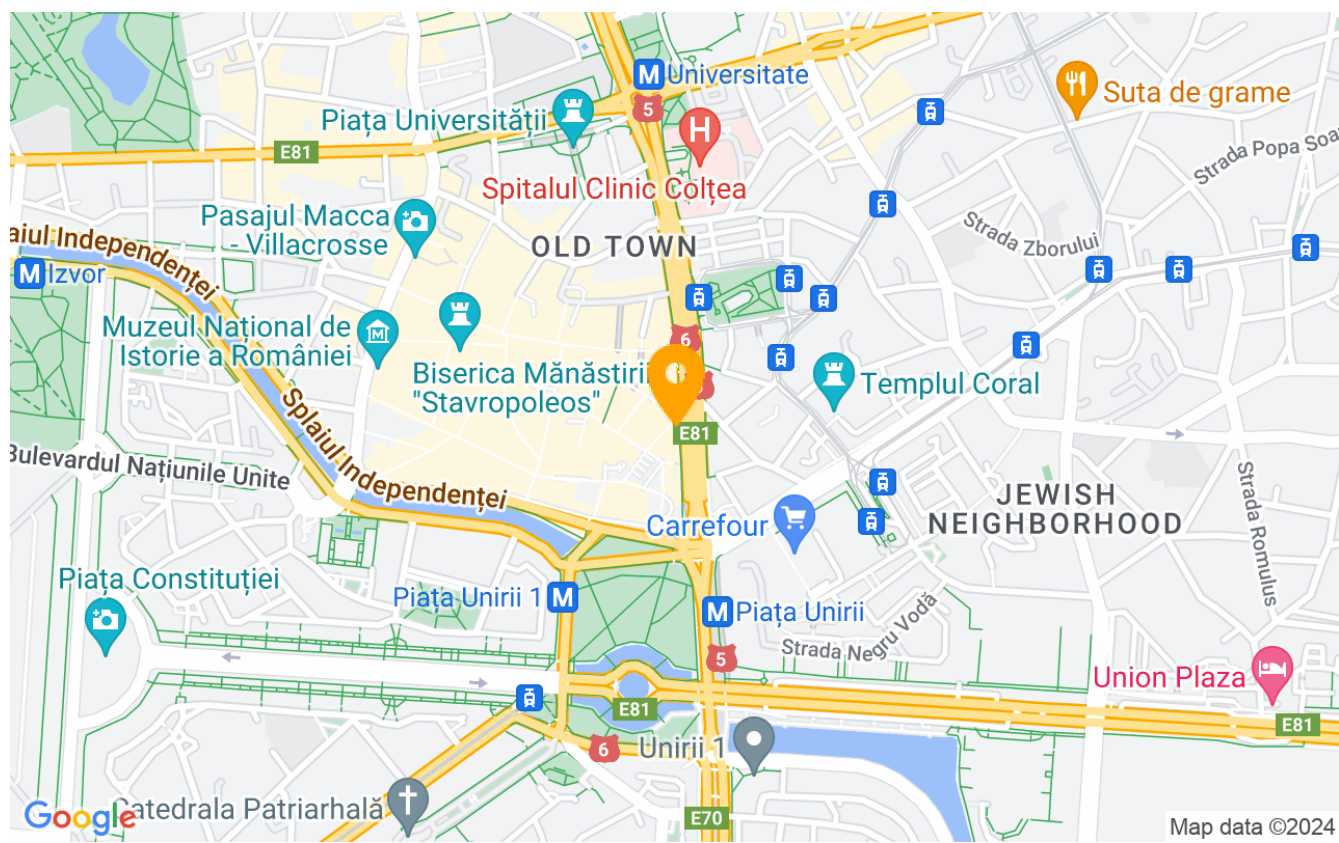 Universitate
5
Suta de grame
Piața Universității
E81
Spitalul Clinic Colțea
Strada Popa Soa
Pasajul Macca
- Villacrosse
OLD TOWN
Strada Zborului
aiul Independenței
Izvor
Muzeul Național de
Istorie a României
6
Biserica Mănăstirii
"Stavropoleos"
Templul Coral
E81
Splaiul Independenței
Bulevardul Națiunile Unite
JEWISH
NEIGHBORHOOD
Carrefour
Strada Romulus
Piața Constituției
Piața Unirii 1
Piața Unirii
Strada Negru Vodă
5
Union Plaza
E81
E81
6
Unirii 1
Catedrala Patriarhală
E70
Google
Map data ©2024